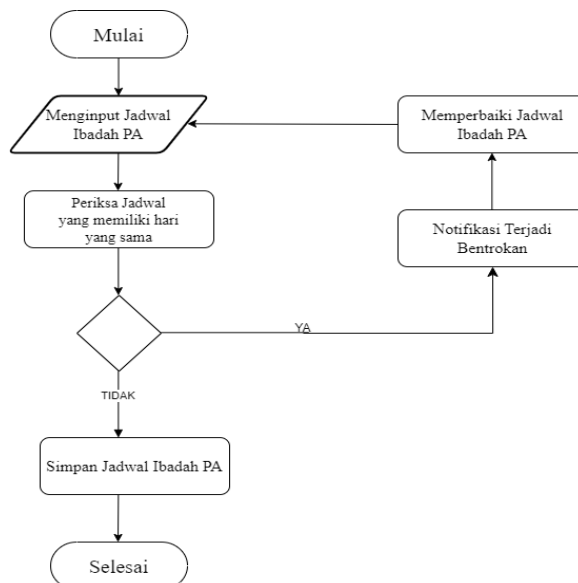 Mulai
Menginput Jadwal
Ibadah PA
Memperbaiki Jadwal
Ibadah PA
Periksa Jadwal
yang memiliki hari
yang sama
Notifikasi Terjadi
Bentrokan
YA
TIDAK
Simpan Jadwal Ibadah PA
Selesai